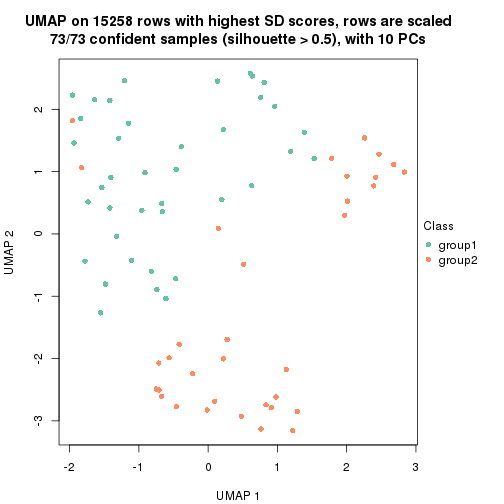 UMAP on 15258 rows with highest SD scores, rows are scaled
73/73 confident samples (silhouette > 0.5), with 10 PCs
2
1
0
-1
-2
-3
UMAP 2
-2
-1
0
1
2
3
UMAP 1
Class
group1
group2